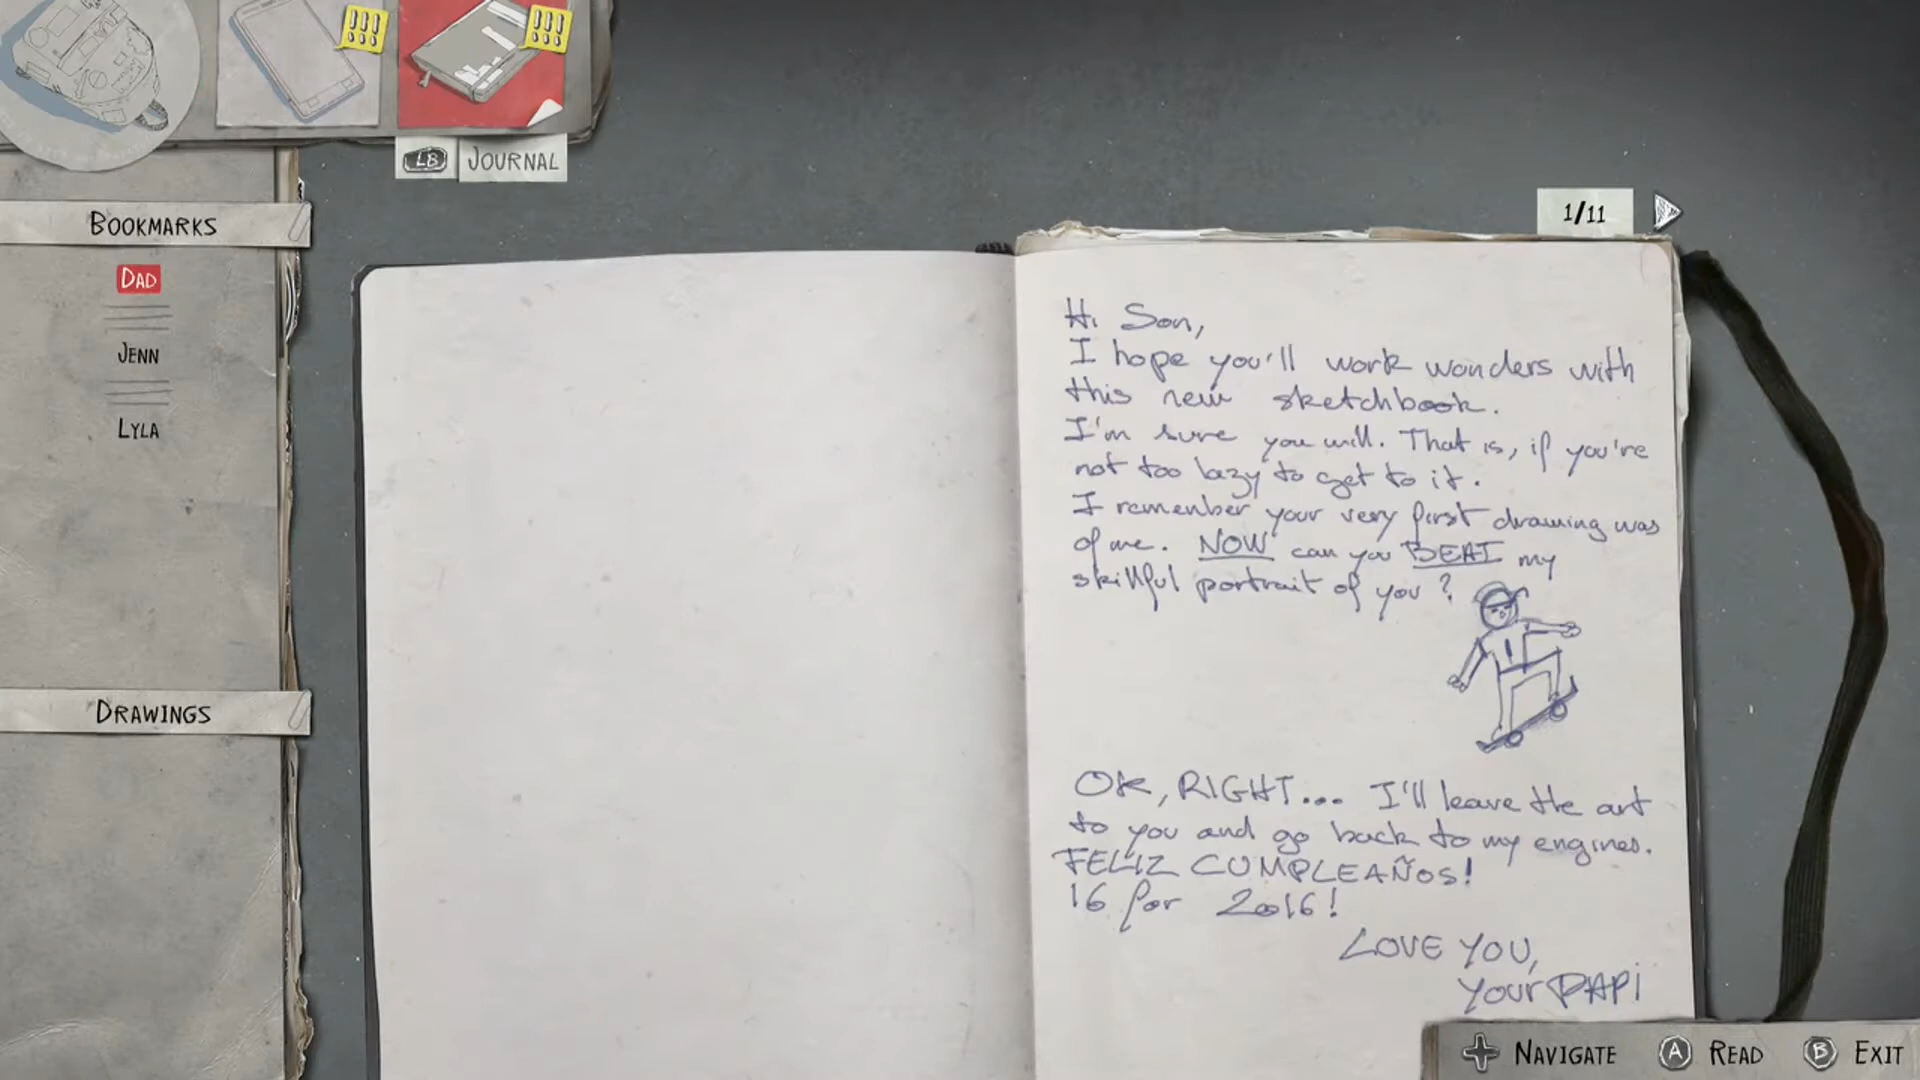 LB JOURNAL
BOOKMARKS
DAD
JENN
LYLA
DRAWINGS
1/11
Hi Son,
I hope you'll work wonders with
this new sketchbook.
I'm sure you will. That is, if you're
not too lazy to get to it.
I remember your very first drawing was
of me. NOW can you BEAT my
skillful portrait of you?
OK, RIGHT... I'll leave the art
to you and go back to my engines.
FELIZ CUMPLEAÑOS!
16 for 2016!
LOVE YOU,
Your PAPI
NAVIGATE A READ B EXIT